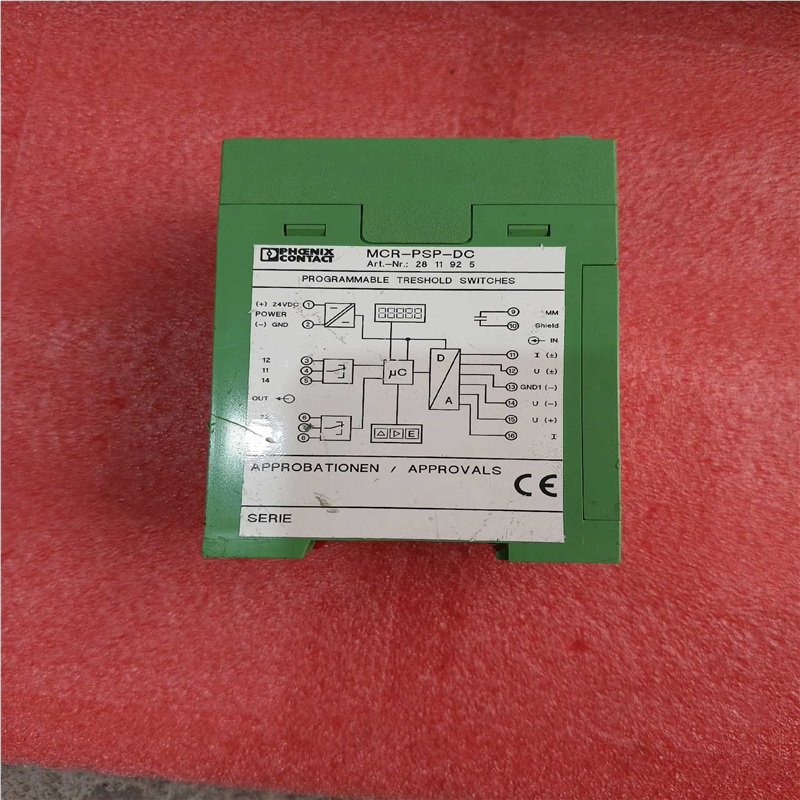 PHŒNIX CONTACT
MCR-PSP-DC
Art.-Nr.: 28 11 92 5
PROGRAMMABLE TRESHOLD SWITCHES
(+) 24VDC 1
POWER
(-) GND 2
9 MM
10 Shield
IN
12 3
11 4
14 5
OUT
6
8
µC
D
A
E
11 I (±)
12 U (±)
13 GND1 (-)
14 U (-)
15 U (+)
16 I
APPROBATIONEN / APPROVALS
CE
SERIE